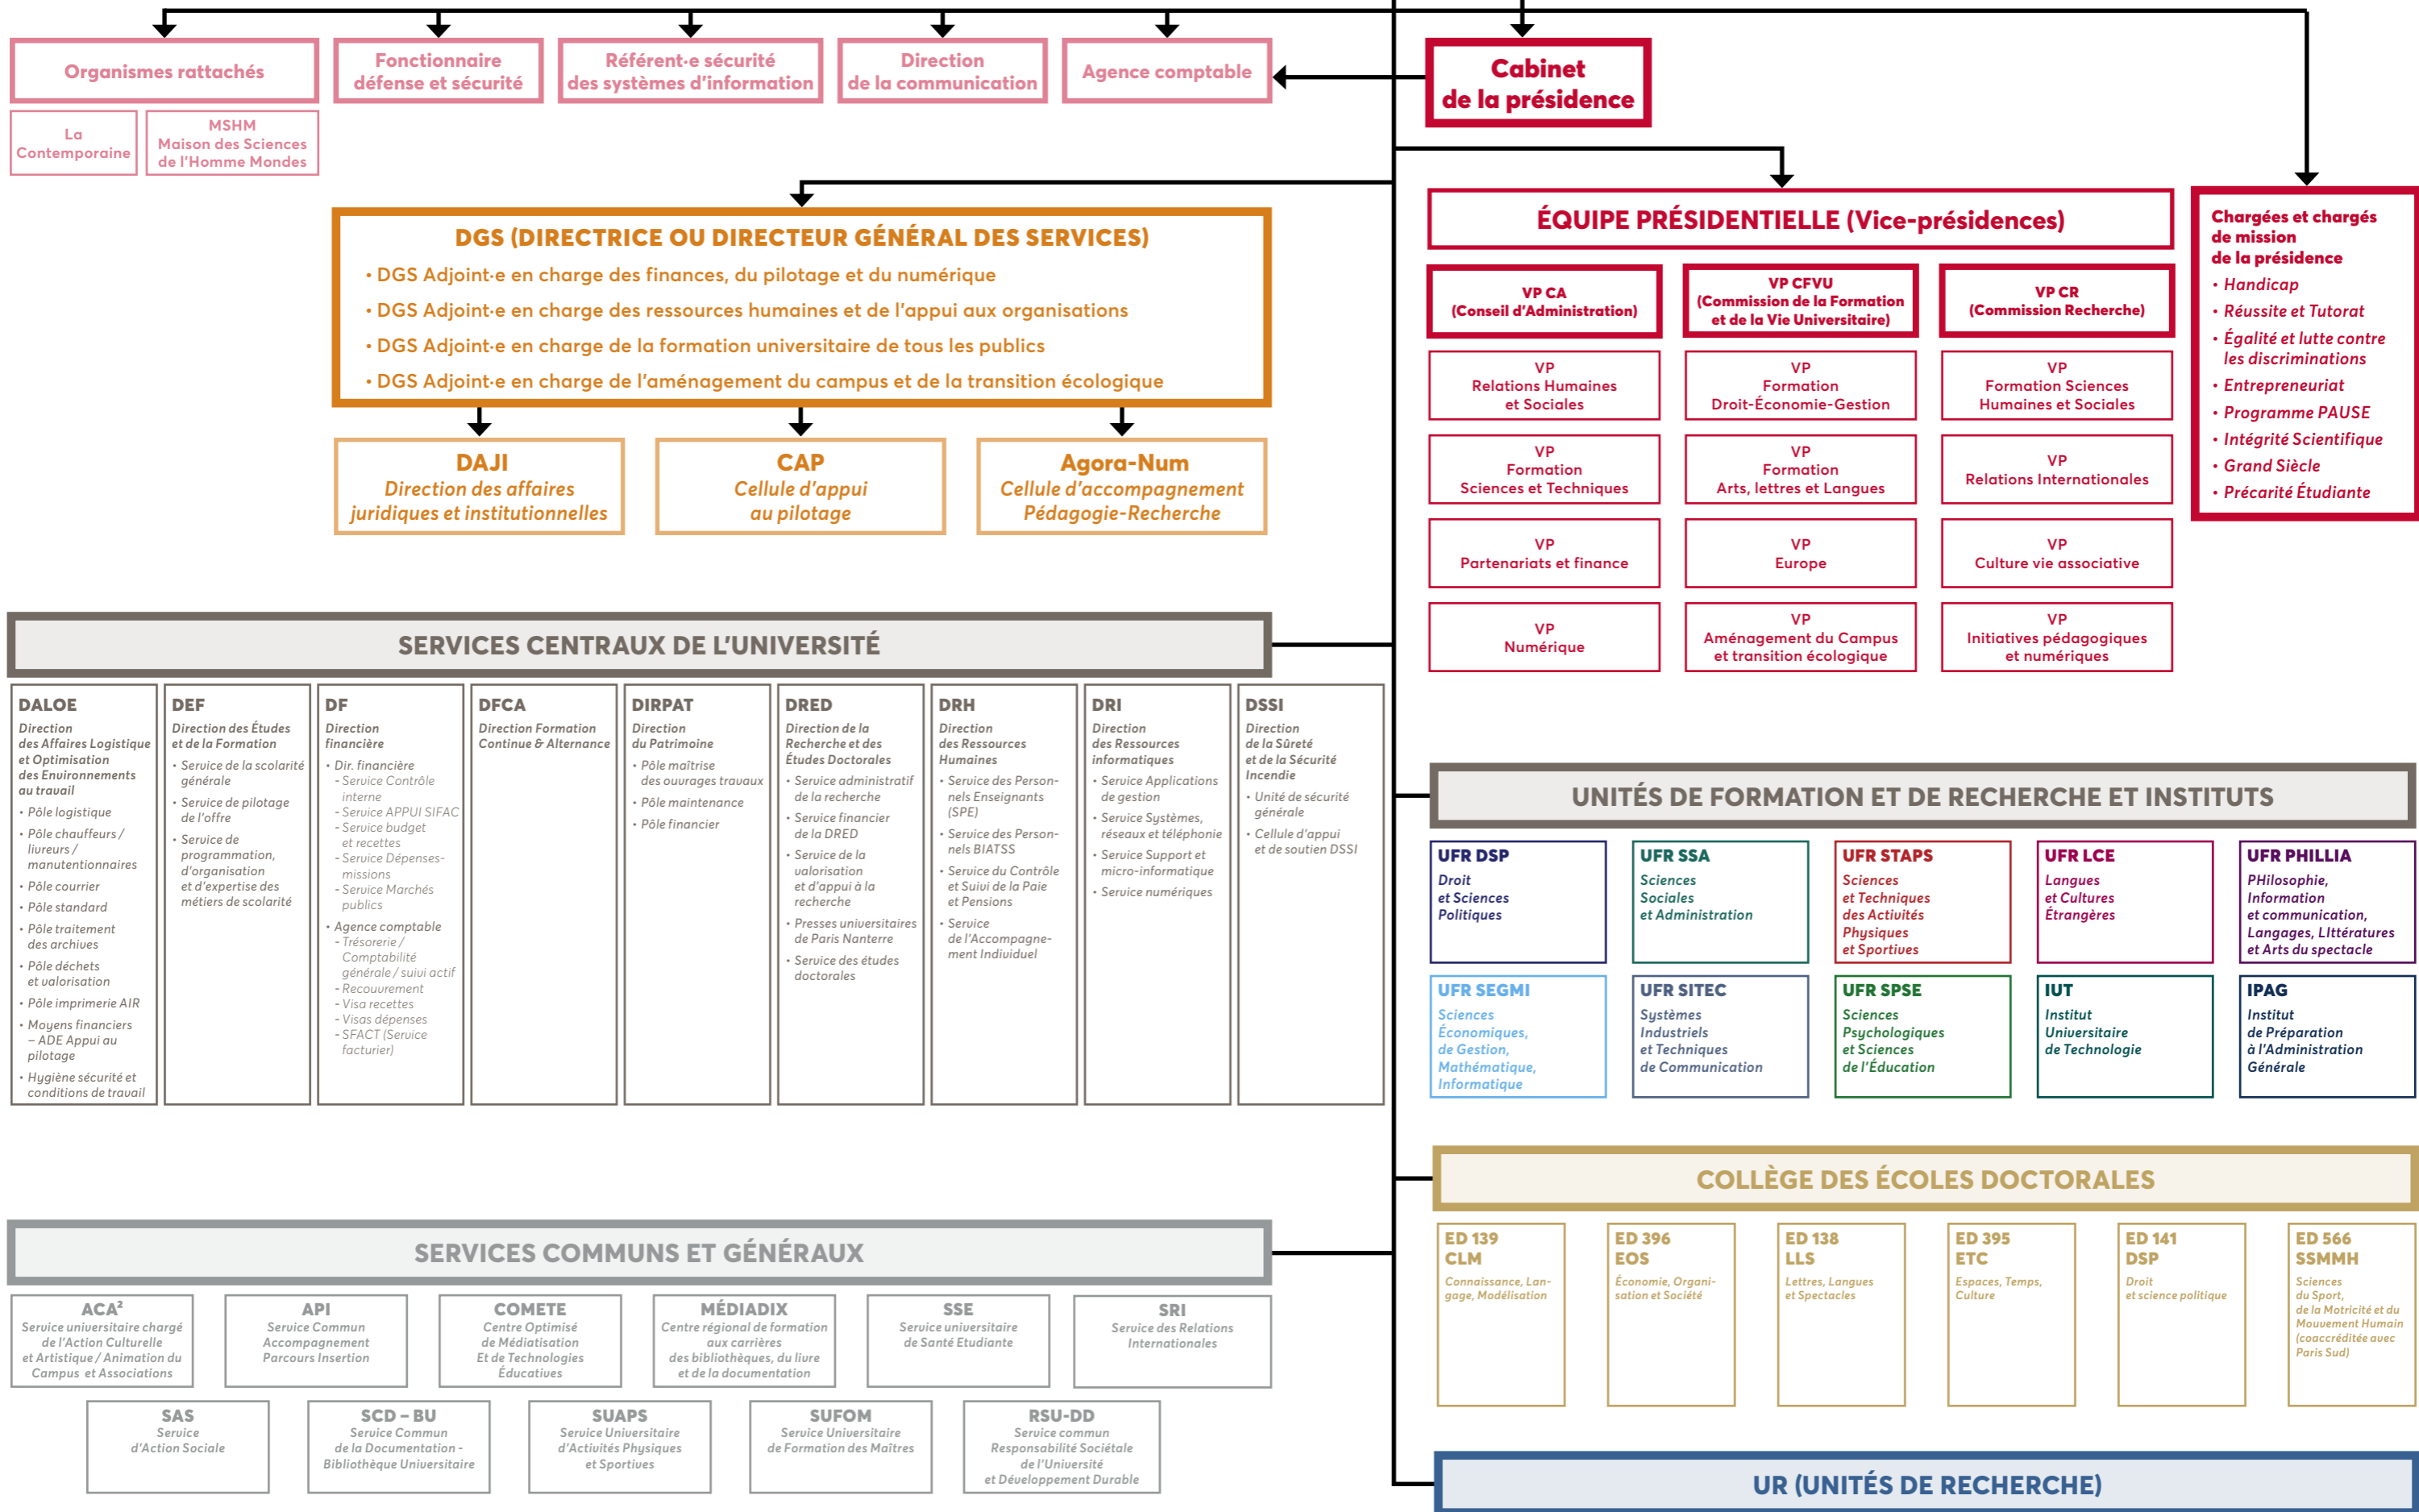 Organismes rattachés
La
Contemporaine
MSHM
Maison des Sciences
de l'Homme Mondes
Fonctionnaire
défense et sécurité
Référent·e sécurité
des systèmes d'information
Direction
de la communication
Agence comptable
Cabinet
de la présidence
DGS (DIRECTRICE OU DIRECTEUR GÉNÉRAL DES SERVICES)
• DGS Adjoint·e en charge des finances, du pilotage et du numérique
• DGS Adjoint·e en charge des ressources humaines et de l'appui aux organisations
• DGS Adjoint·e en charge de la formation universitaire de tous les publics
• DGS Adjoint·e en charge de l'aménagement du campus et de la transition écologique
DAJI
Direction des affaires
juridiques et institutionnelles
CAP
Cellule d'appui
au pilotage
Agora-Num
Cellule d'accompagnement
Pédagogie-Recherche
ÉQUIPE PRÉSIDENTIELLE (Vice-présidences)
VP CA
(Conseil d'Administration)
VP
Relations Humaines
et Sociales
VP
Formation
Sciences et Techniques
VP
Partenariats et finance
VP
Numérique
VP CFVU
(Commission de la Formation
et de la Vie Universitaire)
VP
Formation
Droit-Économie-Gestion
VP
Formation
Arts, lettres et Langues
VP
Europe
VP
Aménagement du Campus
et transition écologique
VP CR
(Commission Recherche)
VP
Formation Sciences
Humaines et Sociales
VP
Relations Internationales
VP
Culture vie associative
VP
Initiatives pédagogiques
et numériques
Chargées et chargés
de mission
de la présidence
• Handicap
• Réussite et Tutorat
• Égalité et lutte contre
les discriminations
• Entrepreneuriat
• Programme PAUSE
• Intégrité Scientifique
• Grand Siècle
• Précarité Étudiante
SERVICES CENTRAUX DE L'UNIVERSITÉ
DALOE
Direction
des Affaires Logistique
et Optimisation
des Environnements
au travail
• Pôle logistique
• Pôle chauffeurs /
livreurs /
manutentionnaires
• Pôle courrier
• Pôle standard
• Pôle traitement
des archives
• Pôle déchets
et valorisation
• Pôle imprimerie AIR
• Moyens financiers
– ADE Appui au
pilotage
• Hygiène sécurité et
conditions de travail
DEF
Direction des Études
et de la Formation
• Service de la scolarité
générale
• Service de pilotage
de l'offre
• Service de
programmation,
d'organisation
et d'expertise des
métiers de scolarité
DF
Direction
financière
• Dir. financière
- Service Contrôle
interne
- Service APPUI SIFAC
- Service budget
et recettes
- Service Dépenses-
missions
- Service Marchés
publics
• Agence comptable
- Trésorerie /
Comptabilité
générale / suivi actif
- Recouvrement
- Visa recettes
- Visas dépenses
- SFACT (Service
facturier)
DFCA
Direction Formation
Continue & Alternance
DIRPAT
Direction
du Patrimoine
• Pôle maîtrise
des ouvrages travaux
• Pôle maintenance
• Pôle financier
DRED
Direction de la
Recherche et des
Études Doctorales
• Service administratif
de la recherche
• Service financier
de la DRED
• Service de la
valorisation
et d'appui à la
recherche
• Presses universitaires
de Paris Nanterre
• Service des études
doctorales
DRH
Direction
des Ressources
Humaines
• Service des Person-
nels Enseignants
(SPE)
• Service des Person-
nels BIATSS
• Service du Contrôle
et Suivi de la Paie
et Pensions
• Service
de l'Accompagne-
ment Individuel
DRI
Direction
des Ressources
informatiques
• Service Applications
de gestion
• Service Systèmes,
réseaux et téléphonie
• Service Support et
micro-informatique
• Service numériques
DSSI
Direction
de la Sûreté
et de la Sécurité
Incendie
• Unité de sécurité
générale
• Cellule d'appui
et de soutien DSSI
UNITÉS DE FORMATION ET DE RECHERCHE ET INSTITUTS
UFR DSP
Droit
et Sciences
Politiques
UFR SSA
Sciences
Sociales
et Administration
UFR STAPS
Sciences
et Techniques
des Activités
Physiques
et Sportives
UFR LCE
Langues
et Cultures
Étrangères
UFR PHILLIA
PHilosophie,
Information
et communication,
Langages, LIttératures
et Arts du spectacle
UFR SEGMI
Sciences
Économiques,
de Gestion,
Mathématique,
Informatique
UFR SITEC
Systèmes
Industriels
et Techniques
de Communication
UFR SPSE
Sciences
Psychologiques
et Sciences
de l'Éducation
IUT
Institut
Universitaire
de Technologie
IPAG
Institut
de Préparation
à l'Administration
Générale
COLLÈGE DES ÉCOLES DOCTORALES
ED 139
CLM
Connaissance, Lan-
gage, Modélisation
ED 396
EOS
Économie, Organi-
sation et Société
ED 138
LLS
Lettres, Langues
et Spectacles
ED 395
ETC
Espaces, Temps,
Culture
ED 141
DSP
Droit
et science politique
ED 566
SSMMH
Sciences
du Sport,
de la Motricité et du
Mouvement Humain
(coaccréditée avec
Paris Sud)
SERVICES COMMUNS ET GÉNÉRAUX
ACA²
Service universitaire chargé
de l'Action Culturelle
et Artistique / Animation du
Campus et Associations
API
Service Commun
Accompagnement
Parcours Insertion
COMETE
Centre Optimisé
de Médiatisation
Et de Technologies
Éducatives
MÉDIADIX
Centre régional de formation
aux carrières
des bibliothèques, du livre
et de la documentation
SSE
Service universitaire
de Santé Etudiante
SRI
Service des Relations
Internationales
SAS
Service
d'Action Sociale
SCD – BU
Service Commun
de la Documentation -
Bibliothèque Universitaire
SUAPS
Service Universitaire
d'Activités Physiques
et Sportives
SUFOM
Service Universitaire
de Formation des Maîtres
RSU-DD
Service commun
Responsabilité Sociétale
de l'Université
et Développement Durable
UR (UNITÉS DE RECHERCHE)